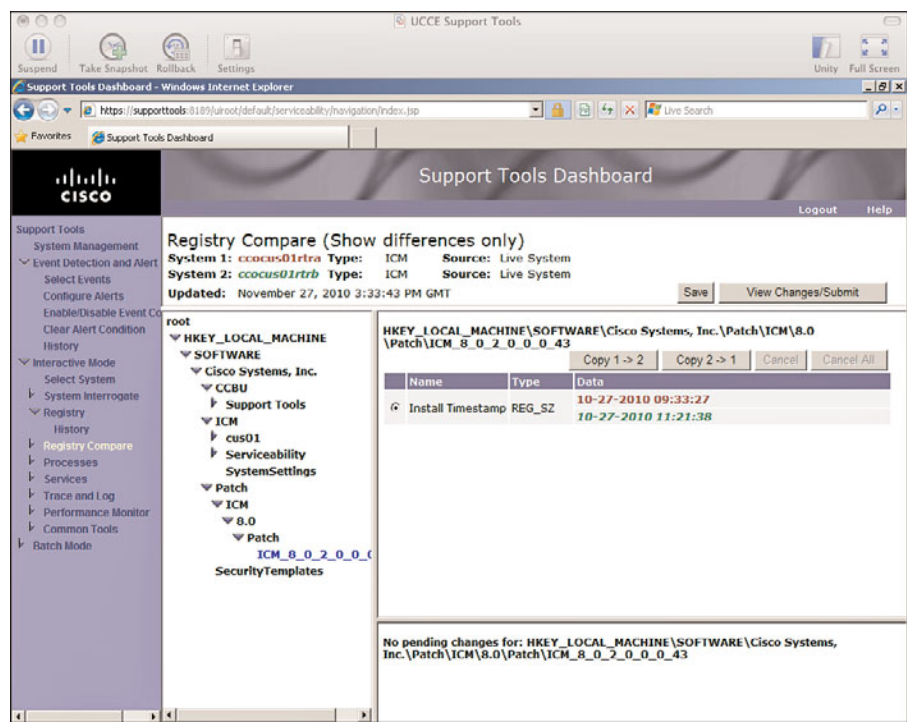 UCCE Support Tools
Suspend Take Snapshot Rollback Settings Unity Full Screen
Support Tools Dashboard - Windows Internet Explorer
https://supporttools:8189/uiroot/default/serviceability/navigation/index.jsp Live Search
Favorites Support Tools Dashboard
CISCO
Support Tools Dashboard
Logout Help
Support Tools
System Management
Event Detection and Alert
Select Events
Configure Alerts
Enable/Disable Event Co
Clear Alert Condition
History
Interactive Mode
Select System
System Interrogate
Registry
History
Registry Compare
Processes
Services
Trace and Log
Performance Monitor
Common Tools
Batch Mode
Registry Compare (Show differences only)
System 1: ccocus01rtra Type: ICM Source: Live System
System 2: ccocus01rtrb Type: ICM Source: Live System
Updated: November 27, 2010 3:33:43 PM GMT
Save View Changes/Submit
root
HKEY_LOCAL_MACHINE
SOFTWARE
Cisco Systems, Inc.
CCBU
Support Tools
ICM
cus01
Serviceability
SystemSettings
Patch
ICM
8.0
Patch
ICM_8_0_2_0_0_0
SecurityTemplates
HKEY_LOCAL_MACHINE\SOFTWARE\Cisco Systems, Inc.\Patch\ICM\8.0
\Patch\ICM_8_0_2_0_0_0_43
Copy 1 -> 2 Copy 2 -> 1 Cancel Cancel All
Name Type Data
Install Timestamp REG_SZ
10-27-2010 09:33:27
10-27-2010 11:21:38
No pending changes for: HKEY_LOCAL_MACHINE\SOFTWARE\Cisco Systems,
Inc.\Patch\ICM\8.0\Patch\ICM_8_0_2_0_0_0_43